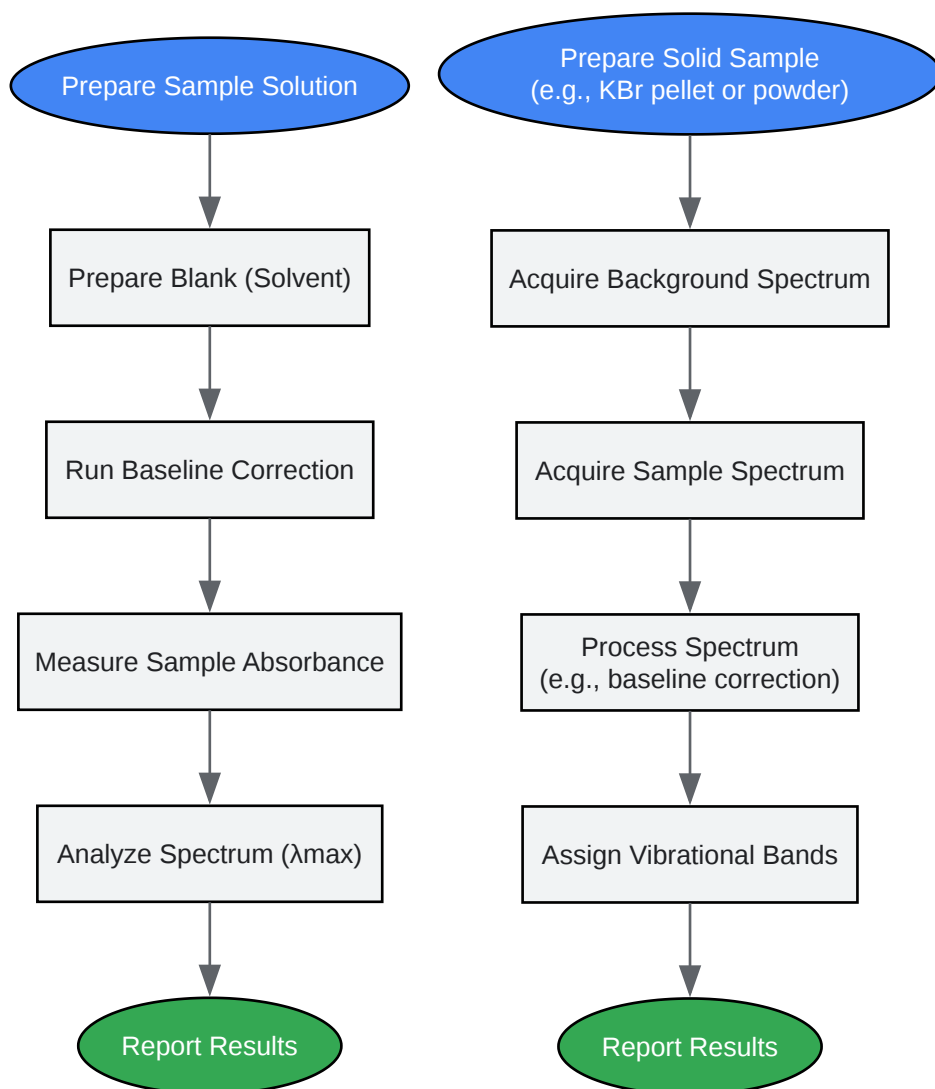 Prepare Sample Solution
Prepare Blank (Solvent)
Run Baseline Correction
Measure Sample Absorbance
Analyze Spectrum (λmax)
Report Results
Prepare Solid Sample
(e.g., KBr pellet or powder)
Acquire Background Spectrum
Acquire Sample Spectrum
Process Spectrum
(e.g., baseline correction)
Assign Vibrational Bands
Report Results